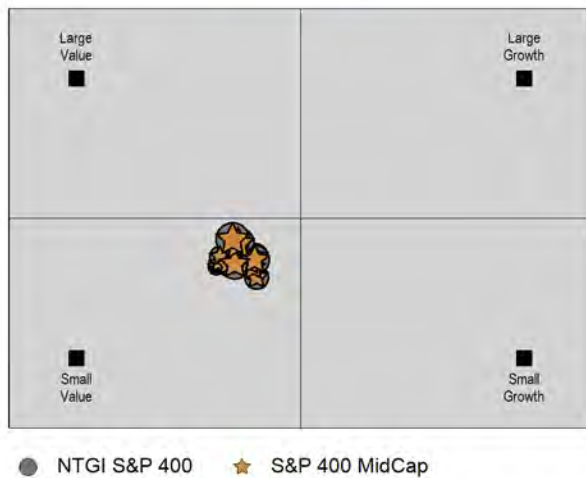 Large
Value
Large
Growth
Small
Value
Small
Growth
NTGI S&P 400
S&P 400 MidCap